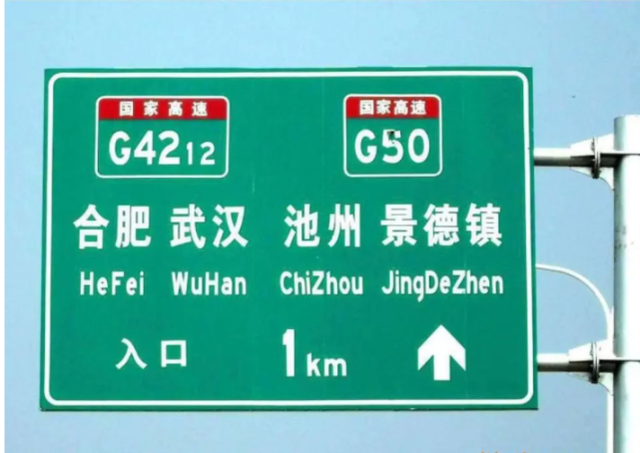 国家高速 国家高速
G4212 G50
合肥 武汉 池州 景德镇
HeFei WuHan ChiZhou JingDeZhen
入口 1km